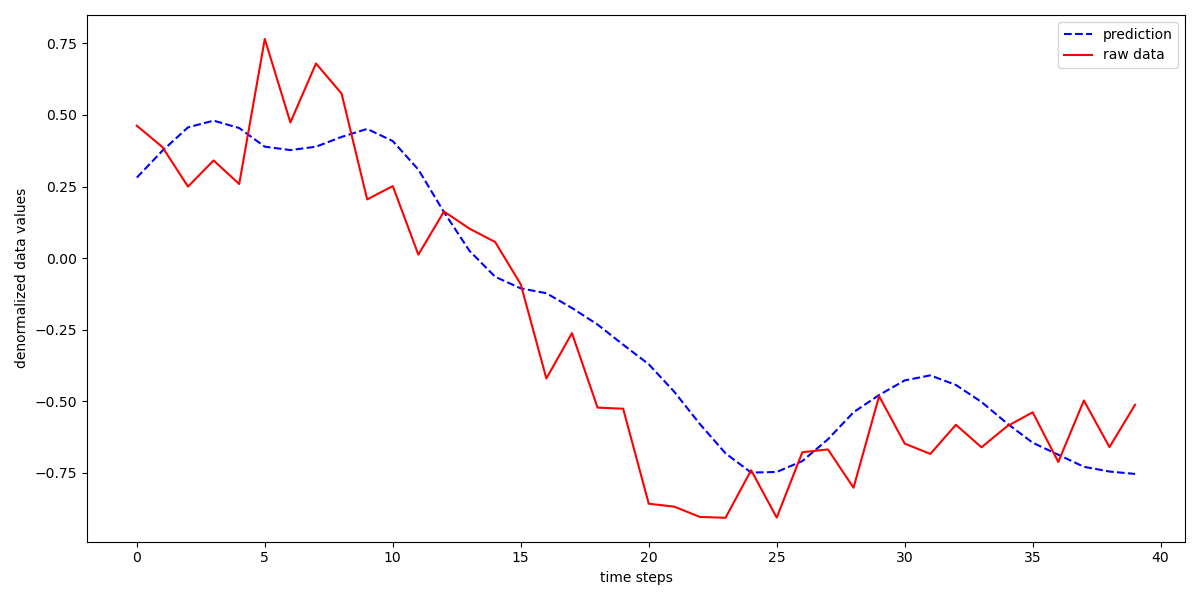 prediction
raw data
denormalized data values
0.75
0.50
0.25
0.00
−0.25
−0.50
−0.75
0 5 10 15 20 25 30 35 40
time steps